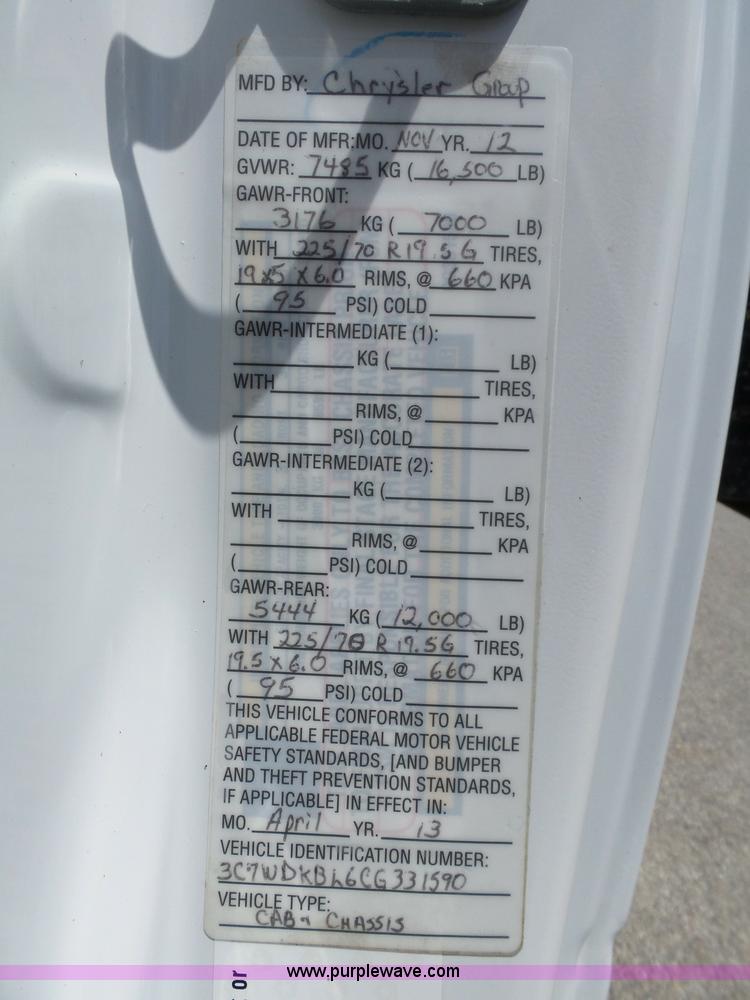 MFD BY: Chrysler Group
DATE OF MFR:MO. NOV YR. 12
GVWR: 7485 KG ( 16,500 LB)
GAWR-FRONT:
3176 KG ( 7000 LB)
WITH 225/70 R19.5G TIRES,
19x5 X6.0 RIMS, @ 660 KPA
( 95 PSI) COLD
GAWR-INTERMEDIATE (1):
KG ( LB)
WITH TIRES,
RIMS, @ KPA
( PSI) COLD
GAWR-INTERMEDIATE (2):
KG ( LB)
WITH TIRES,
RIMS, @ KPA
( PSI) COLD
GAWR-REAR:
5444 KG ( 12,000 LB)
WITH 225/70 R 19.5G TIRES,
19.5 X 6.0 RIMS, @ 660 KPA
( 95 PSI) COLD
THIS VEHICLE CONFORMS TO ALL
APPLICABLE FEDERAL MOTOR VEHICLE
SAFETY STANDARDS, [AND BUMPER
AND THEFT PREVENTION STANDARDS,
IF APPLICABLE] IN EFFECT IN:
MO. April YR. 13
VEHICLE IDENTIFICATION NUMBER:
3C7WDKBL6CG331590
VEHICLE TYPE:
CAB & CHASSIS
or
www.purplewave.com